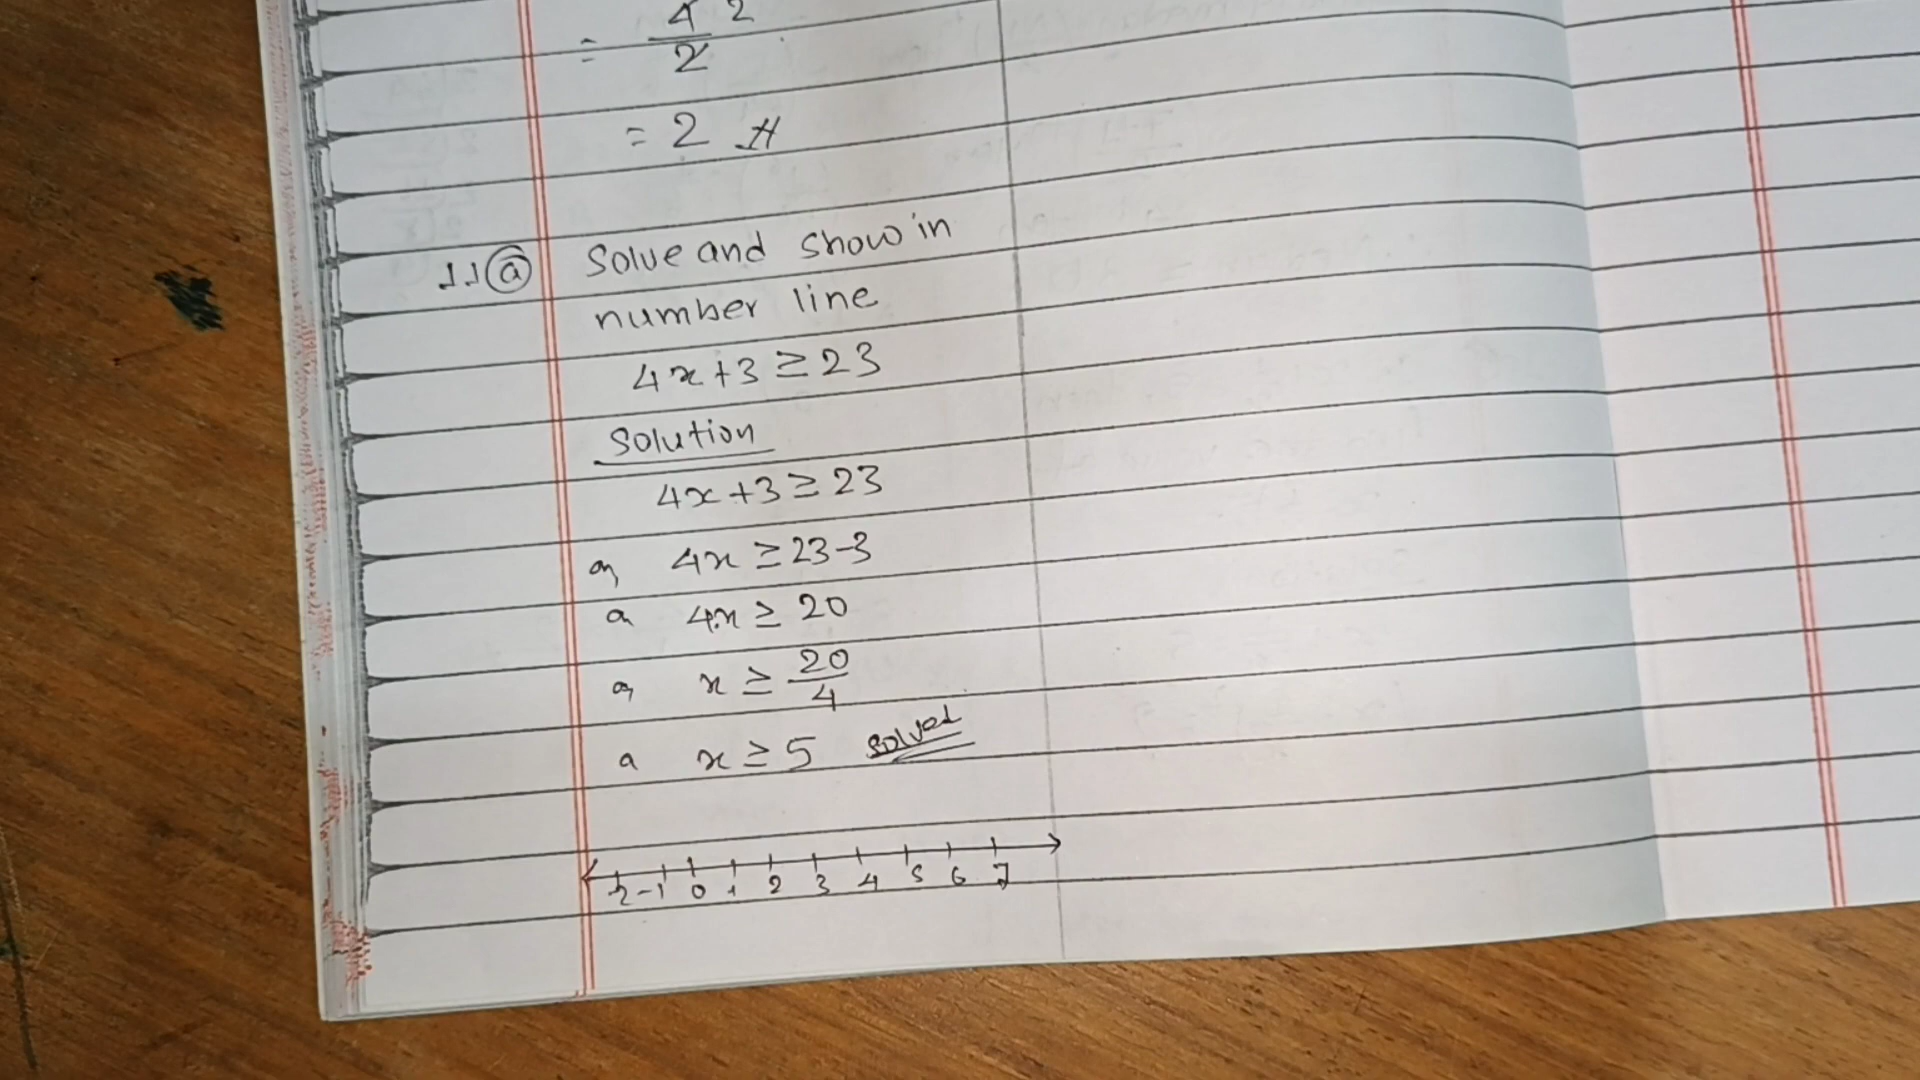 4 2
= ―
2
= 2 #
11 ⓐ Solve and show in
number line
4x+3 ≥ 23
Solution
4x+3 ≥ 23
or, 4x ≥ 23-3
or 4x ≥ 20
or, x ≥ 20/4
or x ≥ 5 solved
-2 -1 0 1 2 3 4 5 6 7